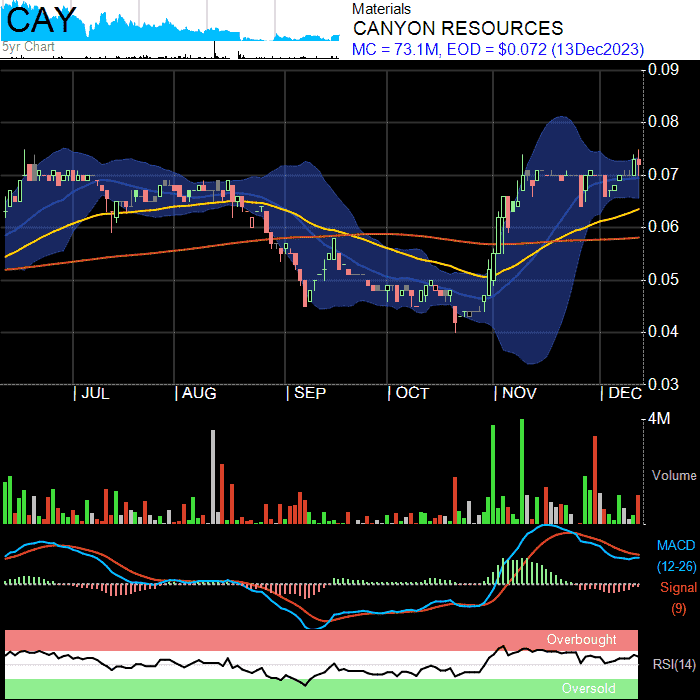 CAY
5yr Chart
Materials
CANYON RESOURCES
MC = 73.1M, EOD = $0.072 (13Dec2023)
0.09
0.08
0.07
0.06
0.05
0.04
0.03
JUL AUG SEP OCT NOV DEC
4M
Volume
MACD
(12-26)
Signal
(9)
Overbought
RSI(14)
Oversold